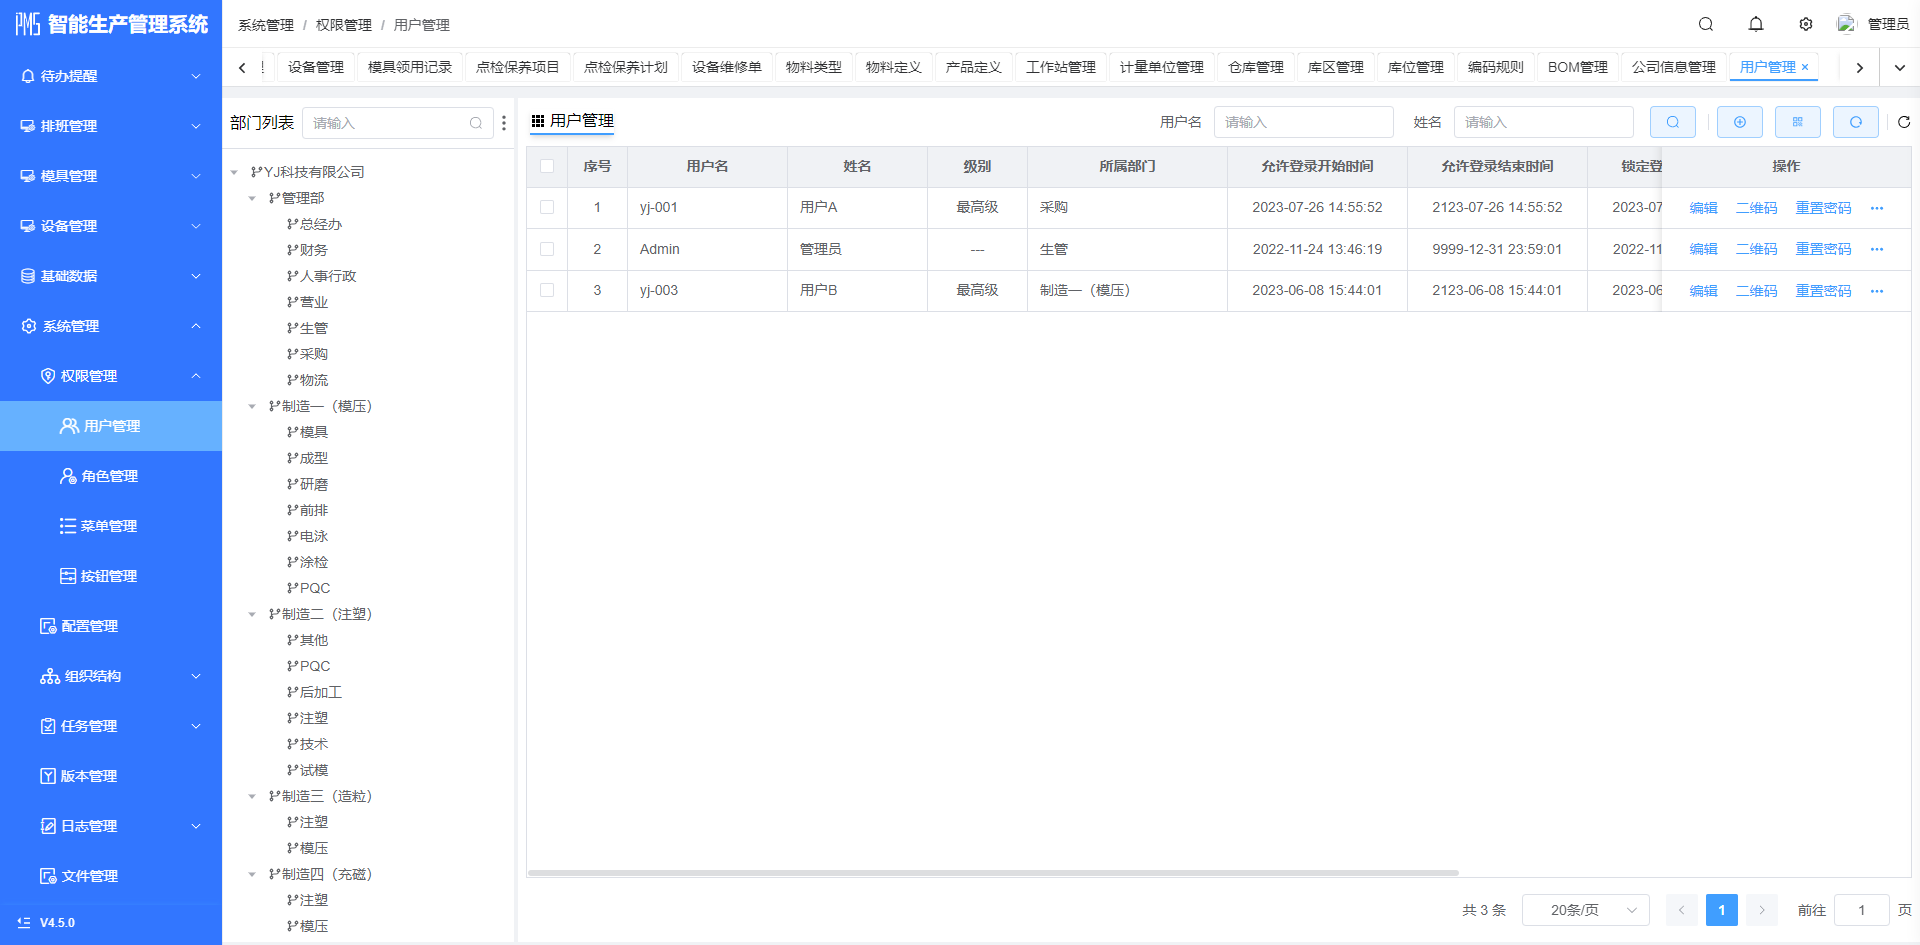 智能生产管理系统
待办提醒
排班管理
模具管理
设备管理
基础数据
系统管理
权限管理
用户管理
角色管理
菜单管理
按钮管理
配置管理
组织结构
任务管理
版本管理
日志管理
文件管理
V4.5.0
系统管理 / 权限管理 / 用户管理
管理员
设备管理 模具领用记录 点检保养项目 点检保养计划 设备维修单 物料类型 物料定义 产品定义 工作站管理 计量单位管理 仓库管理 库区管理 库位管理 编码规则 BOM管理 公司信息管理 用户管理 ×
部门列表 请输入
YJ科技有限公司
管理部
总经办
财务
人事行政
营业
生管
采购
物流
制造一（模压）
模具
成型
研磨
前排
电泳
涂检
PQC
制造二（注塑）
其他
PQC
后加工
注塑
技术
试模
制造三（造粒）
注塑
模压
制造四（充磁）
注塑
模压
用户管理 用户名 请输入 姓名 请输入
序号 用户名 姓名 级别 所属部门 允许登录开始时间 允许登录结束时间 锁定登 操作
1 yj-001 用户A 最高级 采购 2023-07-26 14:55:52 2123-07-26 14:55:52 2023-07 编辑 二维码 重置密码 ···
2 Admin 管理员 --- 生管 2022-11-24 13:46:19 9999-12-31 23:59:01 2022-11 编辑 二维码 重置密码 ···
3 yj-003 用户B 最高级 制造一（模压） 2023-06-08 15:44:01 2123-06-08 15:44:01 2023-06 编辑 二维码 重置密码 ···
共 3 条 20条/页 1 前往 1 页